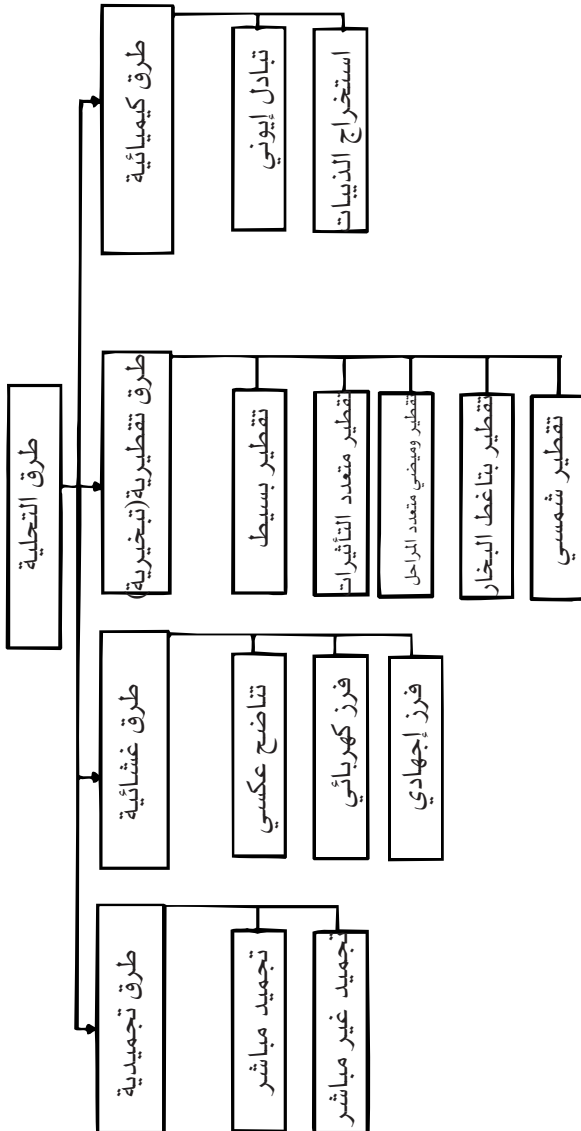 طرق التحلية
طرق كيميائية
تبادل إيوني
استخراج الذيبات
طرق تقطيرية(تبخيرية)
تقطير بسيط
تقطير متعدد التأثيرات
تقطير وميضي متعدد المراحل
تقطير بتاغط البخار
تقطير شمسي
طرق غشائية
تناضح عكسي
فرز كهربائي
فرز إجهادي
طرق تجميدية
تجميد مباشر
تجميد غير مباشر